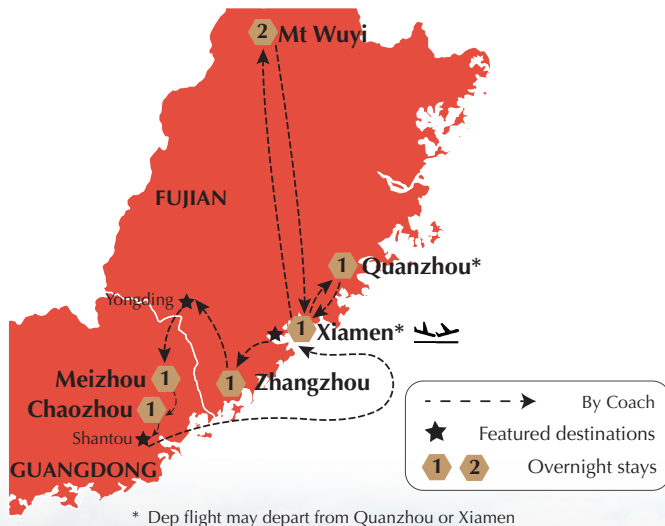 2 Mt Wuyi
FUJIAN
1 Quanzhou*
Yongding
1 Xiamen*
Meizhou 1
1 Zhangzhou
Chaozhou 1
Shantou
GUANGDONG
By Coach
Featured destinations
1 2 Overnight stays
* Dep flight may depart from Quanzhou or Xiamen